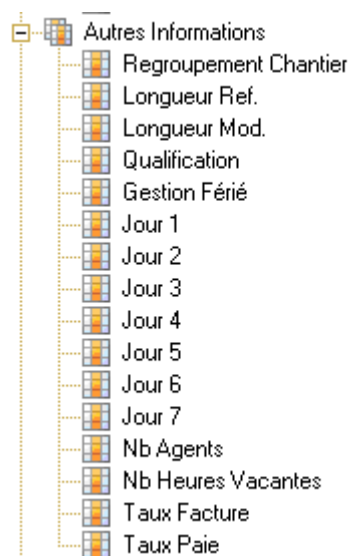 Autres Informations
Regroupement Chantier
Longueur Ref.
Longueur Mod.
Qualification
Gestion Férié
Jour 1
Jour 2
Jour 3
Jour 4
Jour 5
Jour 6
Jour 7
Nb Agents
Nb Heures Vacantes
Taux Facture
Taux Paie